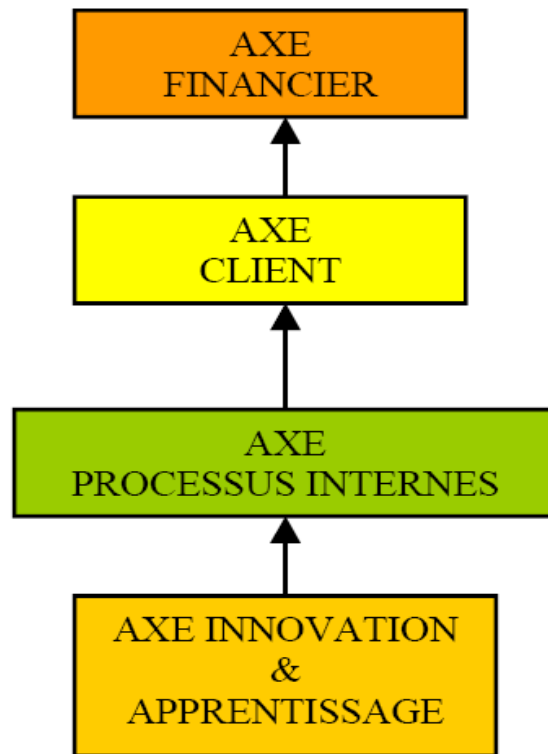 AXE
FINANCIER
AXE
CLIENT
AXE
PROCESSUS INTERNES
AXE INNOVATION
&
APPRENTISSAGE